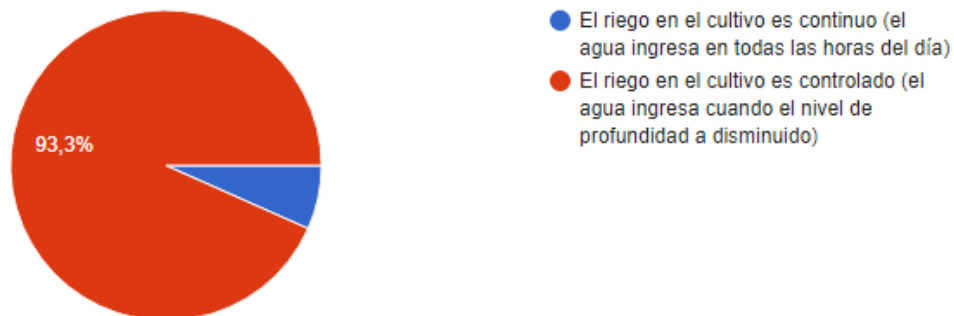 El riego en el cultivo es continuo (el
agua ingresa en todas las horas del día)
El riego en el cultivo es controlado (el
agua ingresa cuando el nivel de
profundidad a disminuido)
93,3%